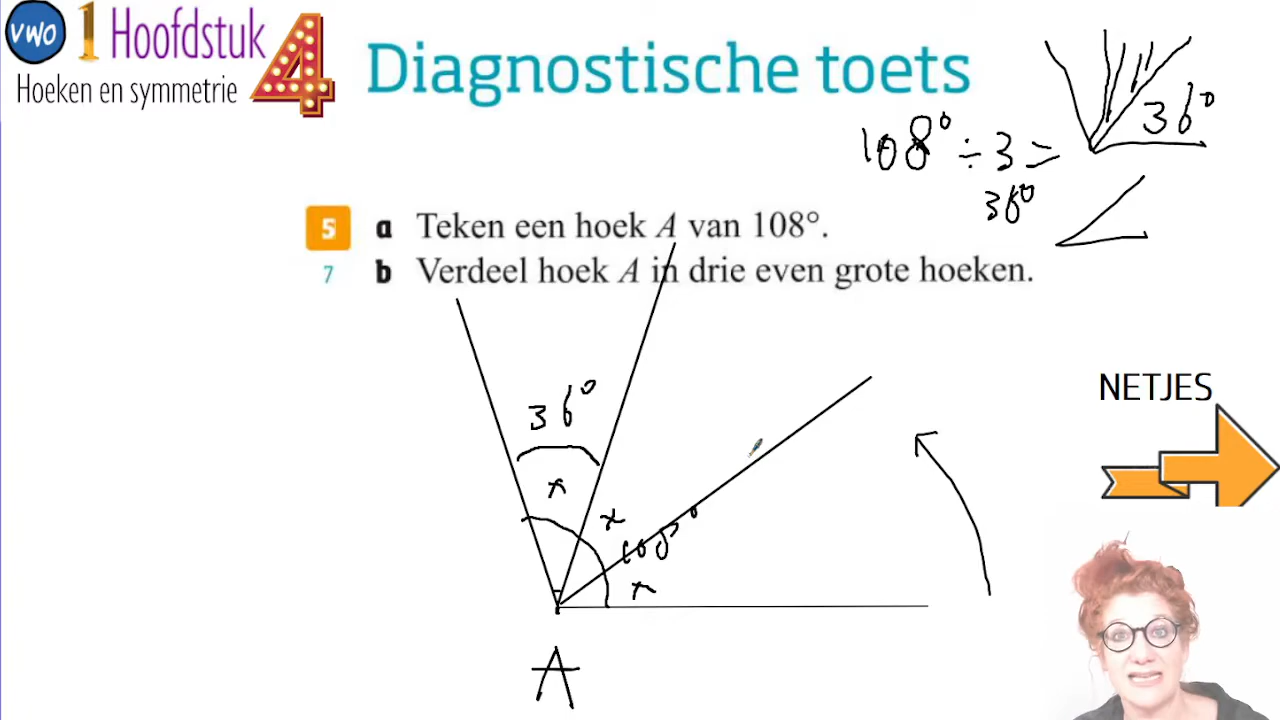 VWO 1 Hoofdstuk 4
Hoeken en symmetrie
Diagnostische toets
108° ÷ 3 =
36°
36°
5 a Teken een hoek A van 108°.
7 b Verdeel hoek A in drie even grote hoeken.
NETJES
36°
x
x
108°
x
A